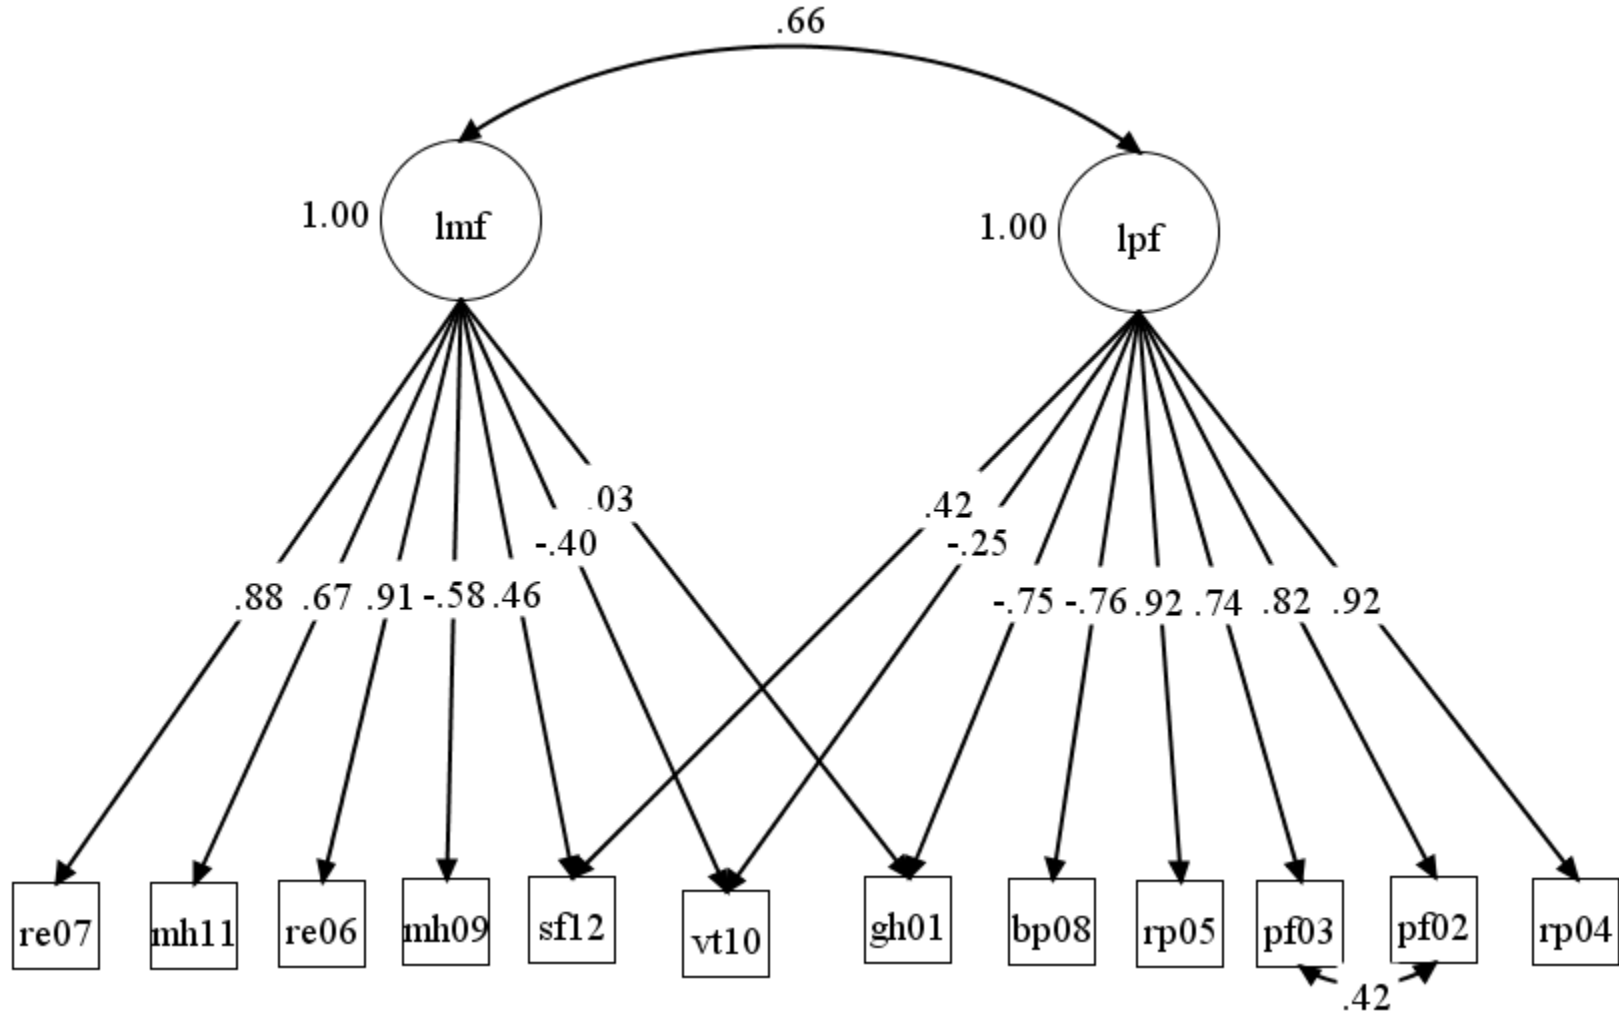 .66
1.00
lmf
1.00
lpf
.03
.42
-.40
-.25
.88 .67 .91 -.58 .46
-.75 -.76 .92 .74 .82 .92
re07 mh11 re06 mh09 sf12 vt10 gh01 bp08 rp05 pf03 pf02 rp04
.42